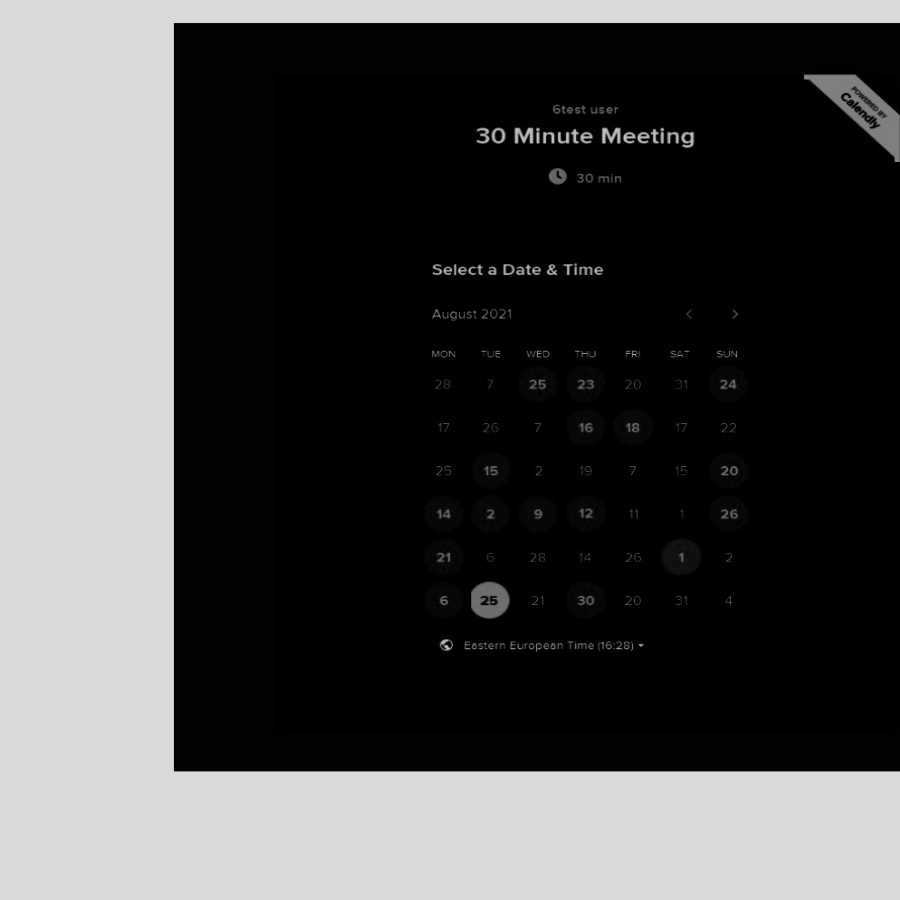 POWERED BY
Calendly
6test user
30 Minute Meeting
30 min
Select a Date & Time
August 2021
MON TUE WED THU FRI SAT SUN
28 7 25 23 20 31 24
17 26 7 16 18 17 22
25 15 2 19 7 15 20
14 2 9 12 11 1 26
21 6 28 14 26 1 2
6 25 21 30 20 31 4
Eastern European Time (16:28)